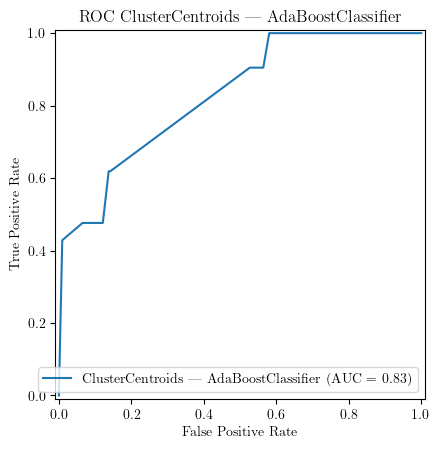 ROC ClusterCentroids — AdaBoostClassifier
1.0
0.8
0.6
0.4
0.2
0.0
True Positive Rate
ClusterCentroids — AdaBoostClassifier (AUC = 0.83)
0.0 0.2 0.4 0.6 0.8 1.0
False Positive Rate